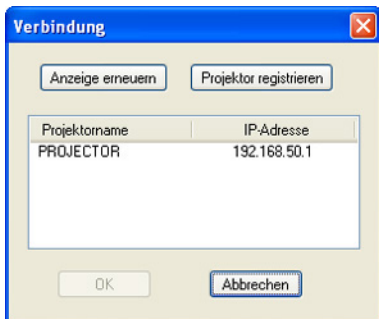 Verbindung
Anzeige erneuern Projektor registrieren
Projektorname IP-Adresse
PROJECTOR 192.168.50.1
OK Abbrechen